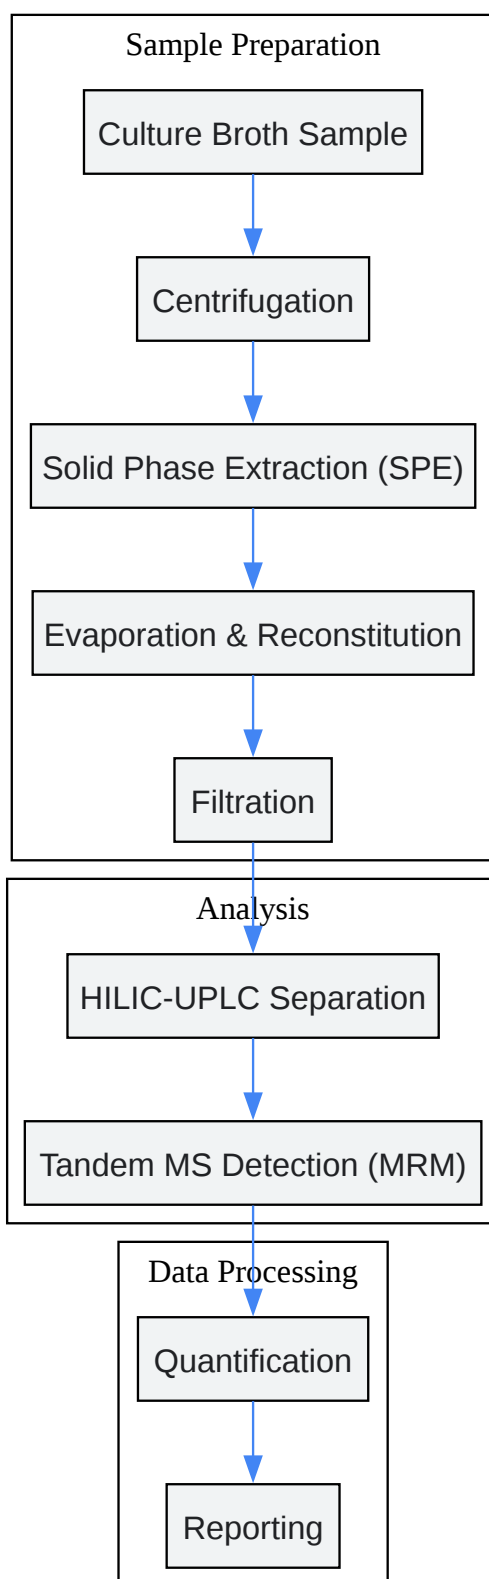 Sample Preparation
Culture Broth Sample
Centrifugation
Solid Phase Extraction (SPE)
Evaporation & Reconstitution
Filtration
Analysis
HILIC-UPLC Separation
Tandem MS Detection (MRM)
Data Processing
Quantification
Reporting